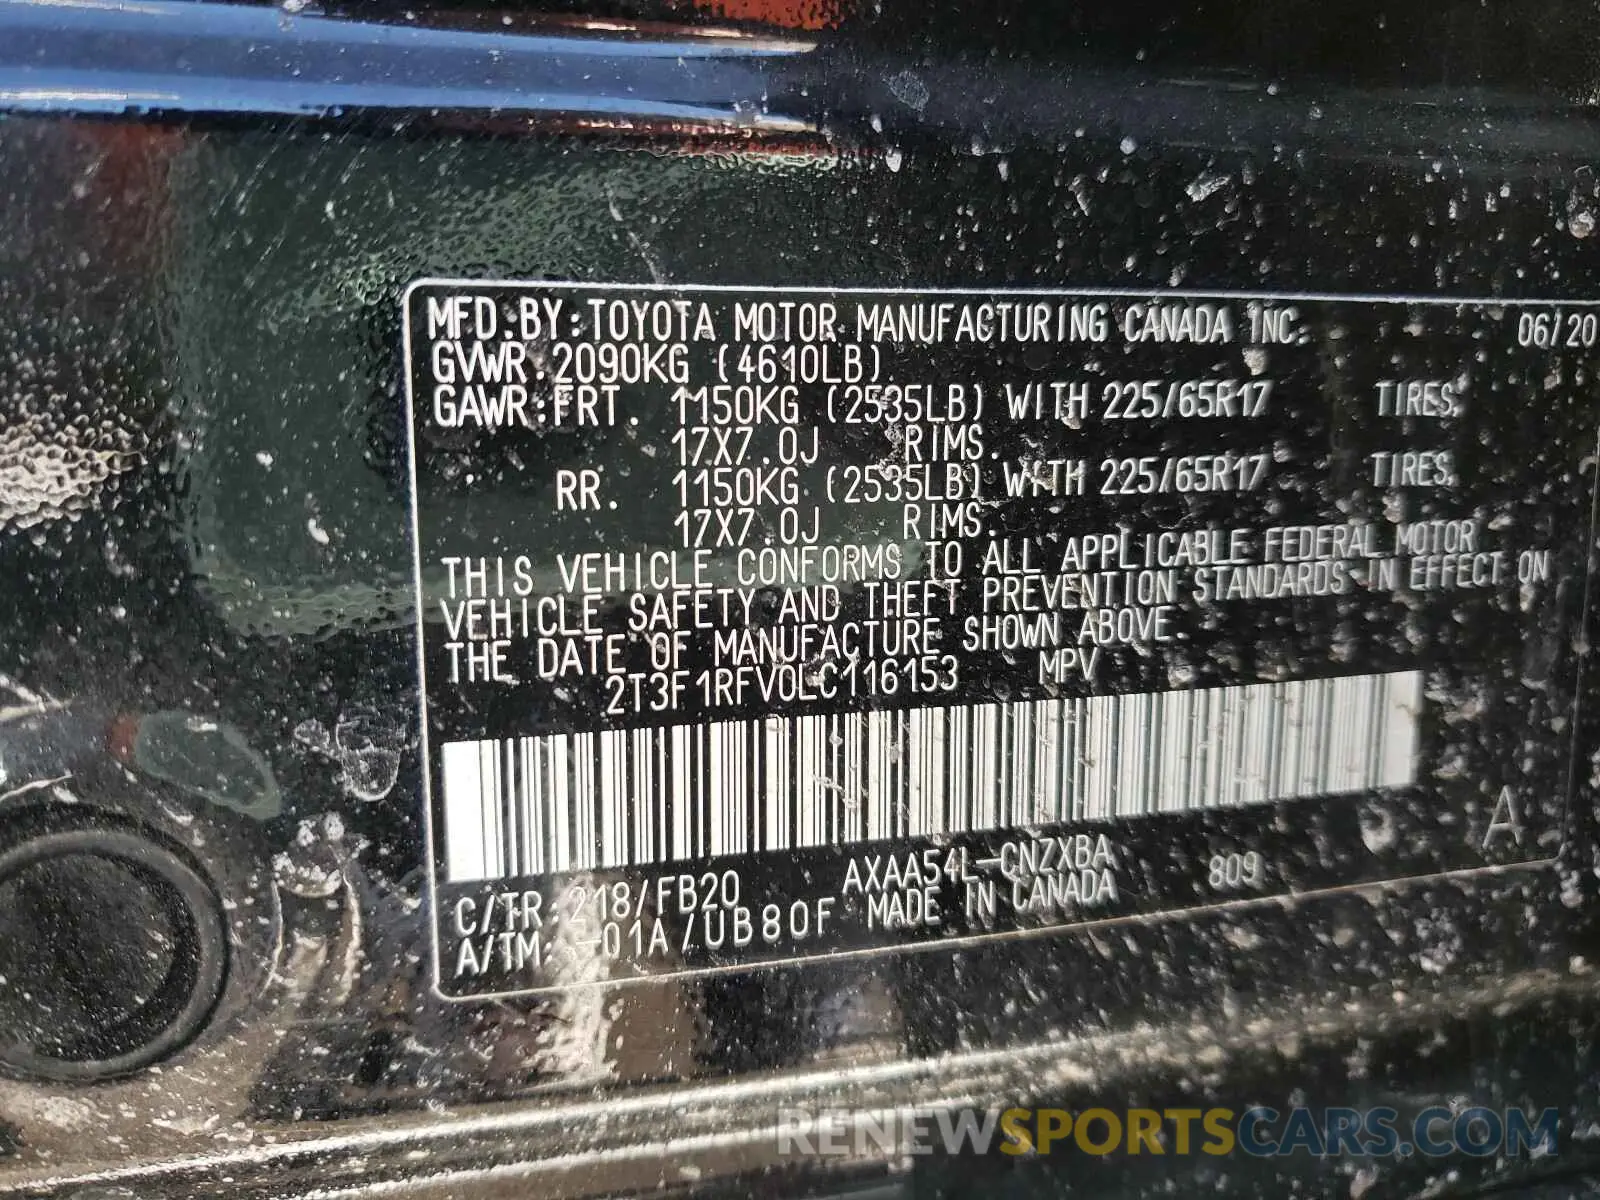 MFD. BY: TOYOTA MOTOR MANUFACTURING CANADA INC. 06/20
GVWR. 2090KG (4610LB).
GAWR: FRT. 1150KG (2535LB) WITH 225/65R17 TIRES,
17X7.0J RIMS.
RR. 1150KG (2535LB) WITH 225/65R17 TIRES,
17X7.0J RIMS.
THIS VEHICLE CONFORMS TO ALL APPLICABLE FEDERAL MOTOR
VEHICLE SAFETY AND THEFT PREVENTION STANDARDS IN EFFECT ON
THE DATE OF MANUFACTURE SHOWN ABOVE.
2T3F1RFV0LC116153 MPV
A
C/TR: 218/FB20 AXAA54L-CNZXBA 809
A/TM: -01A/UB80F MADE IN CANADA
RENEWSPORTSCARS.COM